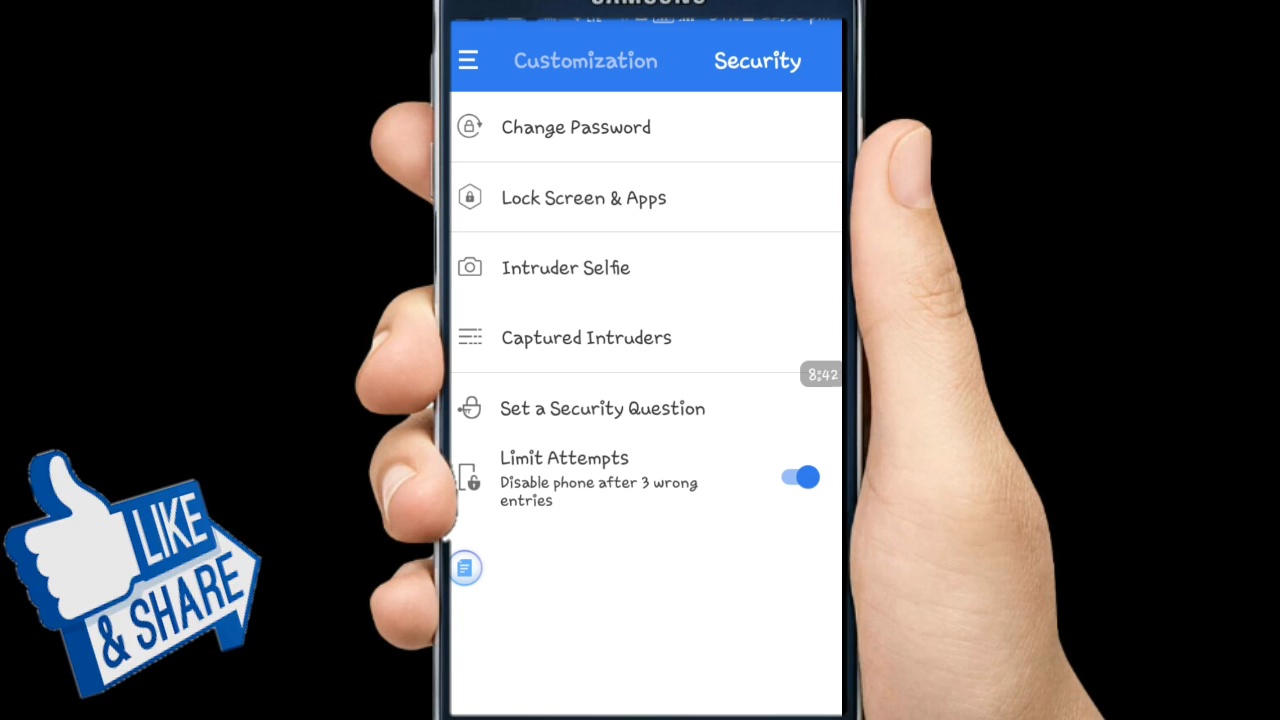 SAMSUNG
Customization
Security
Change Password
Lock Screen & Apps
Intruder Selfie
Captured Intruders
8:42
Set a Security Question
Limit Attempts
Disable phone after 3 wrong
entries
LIKE
& SHARE